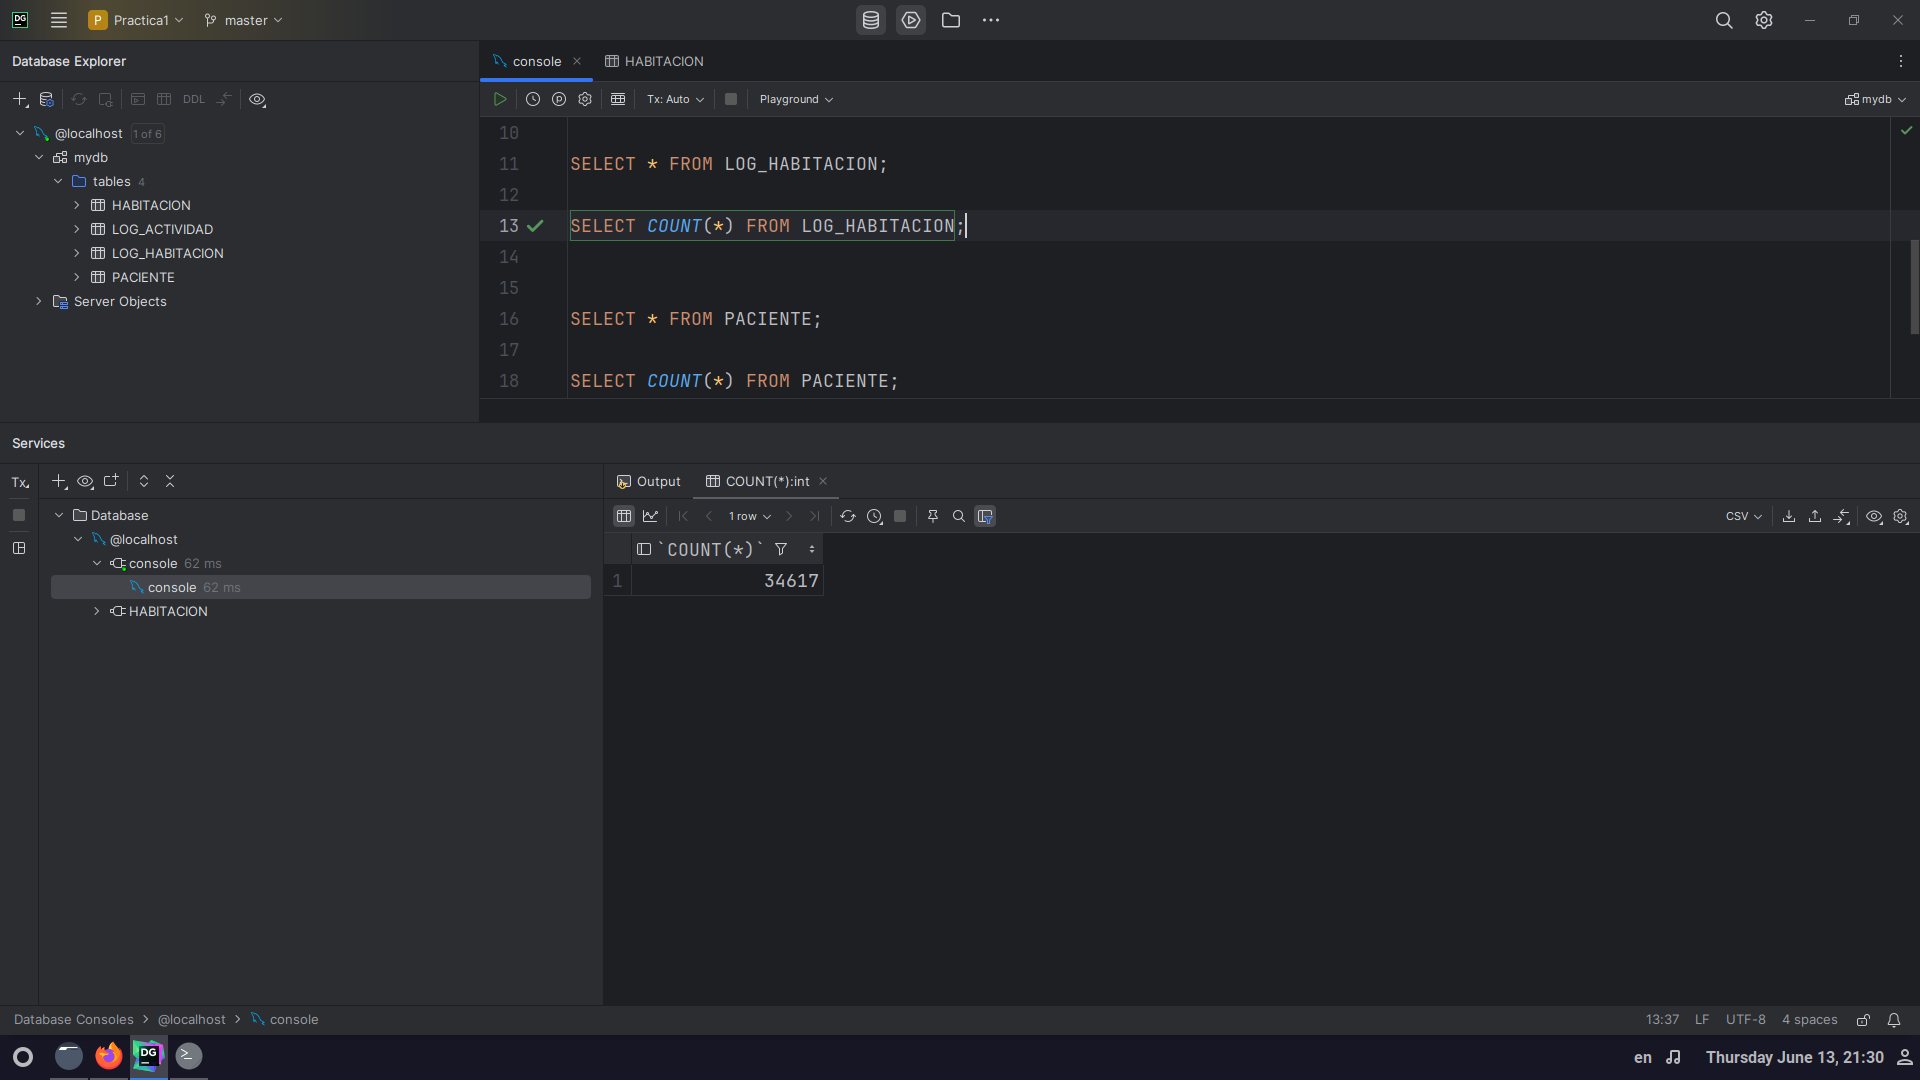 DG
P Practica1
master
Database Explorer
console
HABITACION
DDL
Tx: Auto
Playground
mydb
@localhost 1 of 6
mydb
tables 4
HABITACION
LOG_ACTIVIDAD
LOG_HABITACION
PACIENTE
Server Objects
10
11 SELECT * FROM LOG_HABITACION;
12
13 SELECT COUNT(*) FROM LOG_HABITACION;
14
15
16 SELECT * FROM PACIENTE;
17
18 SELECT COUNT(*) FROM PACIENTE;
Services
Tx
Database
@localhost
console 62 ms
console 62 ms
HABITACION
Output
COUNT(*):int
1 row
CSV
`COUNT(*)`
1 34617
Database Consoles > @localhost > console
13:37 LF UTF-8 4 spaces
DG
en
Thursday June 13, 21:30